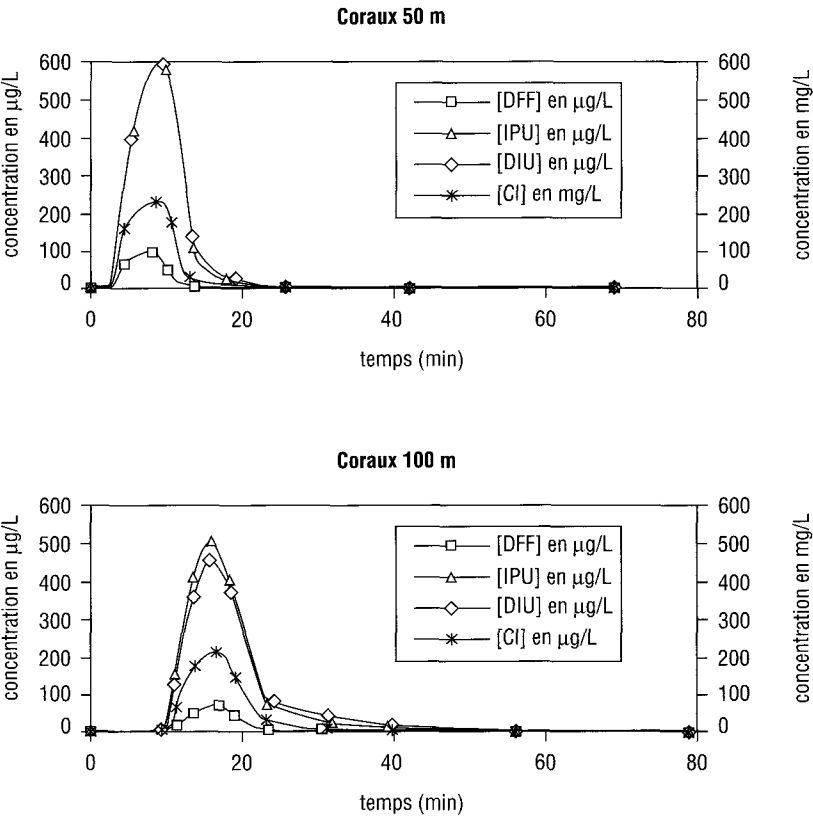 Coraux 50 m
concentration en µg/L
600
500
400
300
200
100
0
[DFF] en µg/L
[IPU] en µg/L
[DIU] en µg/L
[Cl] en mg/L
600
500
400
300
200
100
0
concentration en mg/L
0 20 40 60 80
temps (min)
Coraux 100 m
concentration en µg/L
600
500
400
300
200
100
0
[DFF] en µg/L
[IPU] en µg/L
[DIU] en µg/L
[Cl] en µg/L
600
500
400
300
200
100
0
concentration en mg/L
0 20 40 60 80
temps (min)